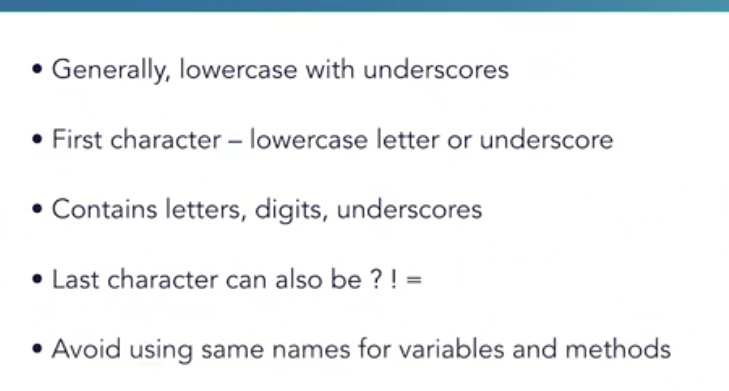 • Generally, lowercase with underscores
• First character – lowercase letter or underscore
• Contains letters, digits, underscores
• Last character can also be ? ! =
• Avoid using same names for variables and methods